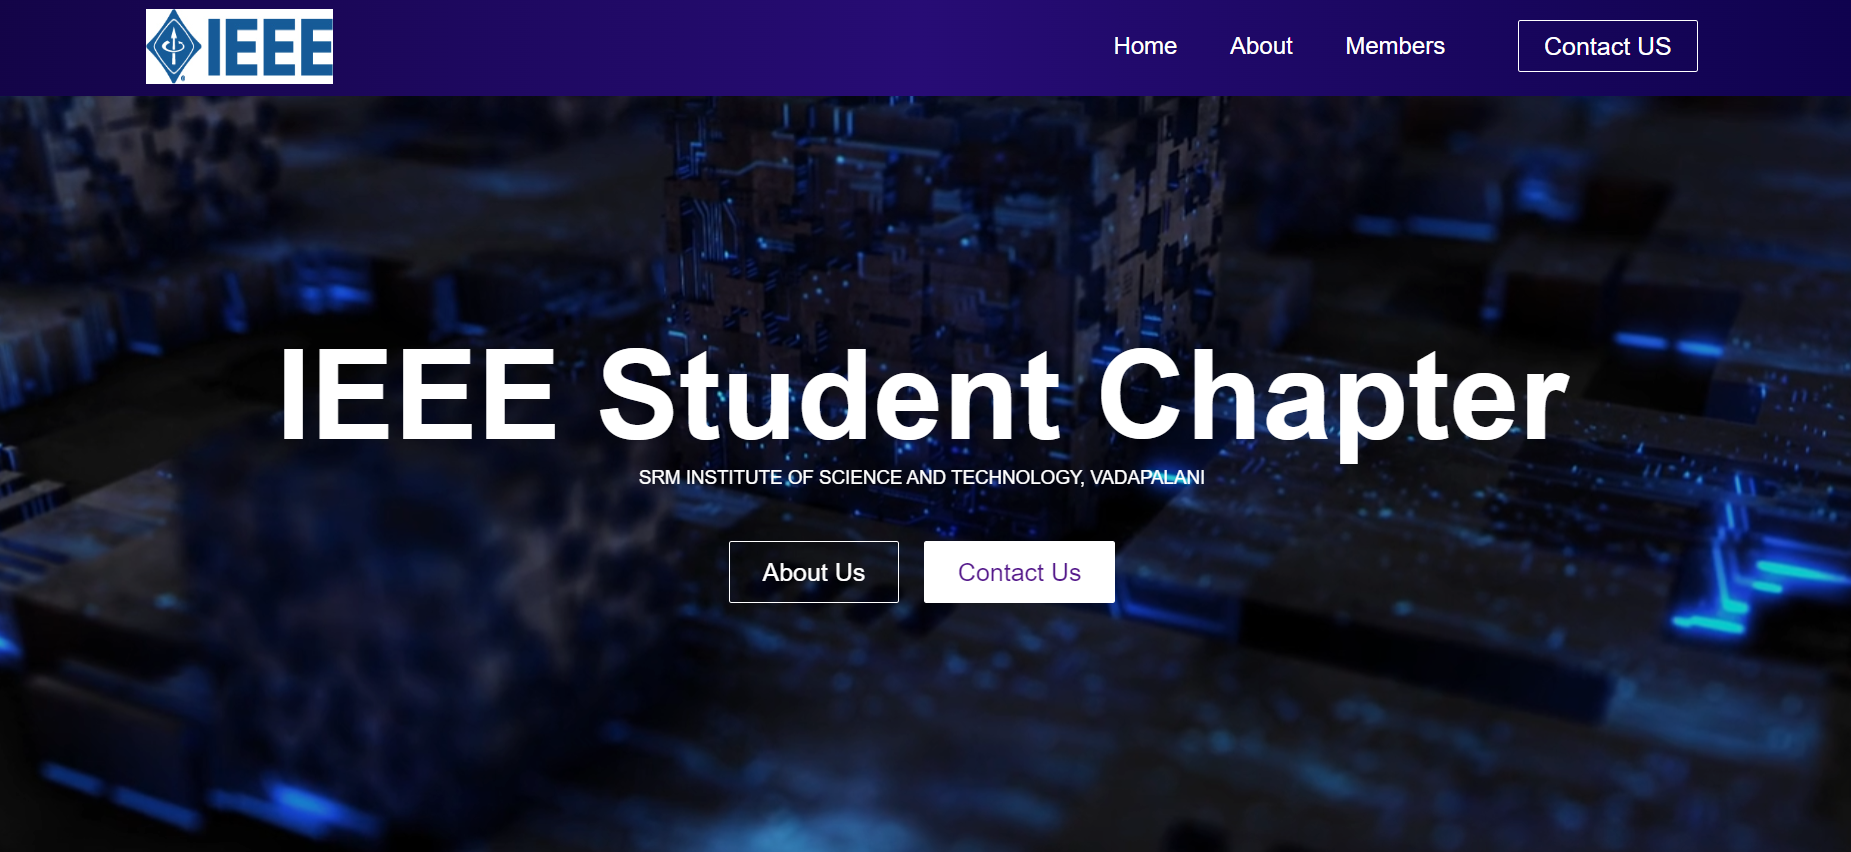 IEEE
Home About Members Contact US
IEEE Student Chapter
SRM INSTITUTE OF SCIENCE AND TECHNOLOGY, VADAPALANI
About Us Contact Us